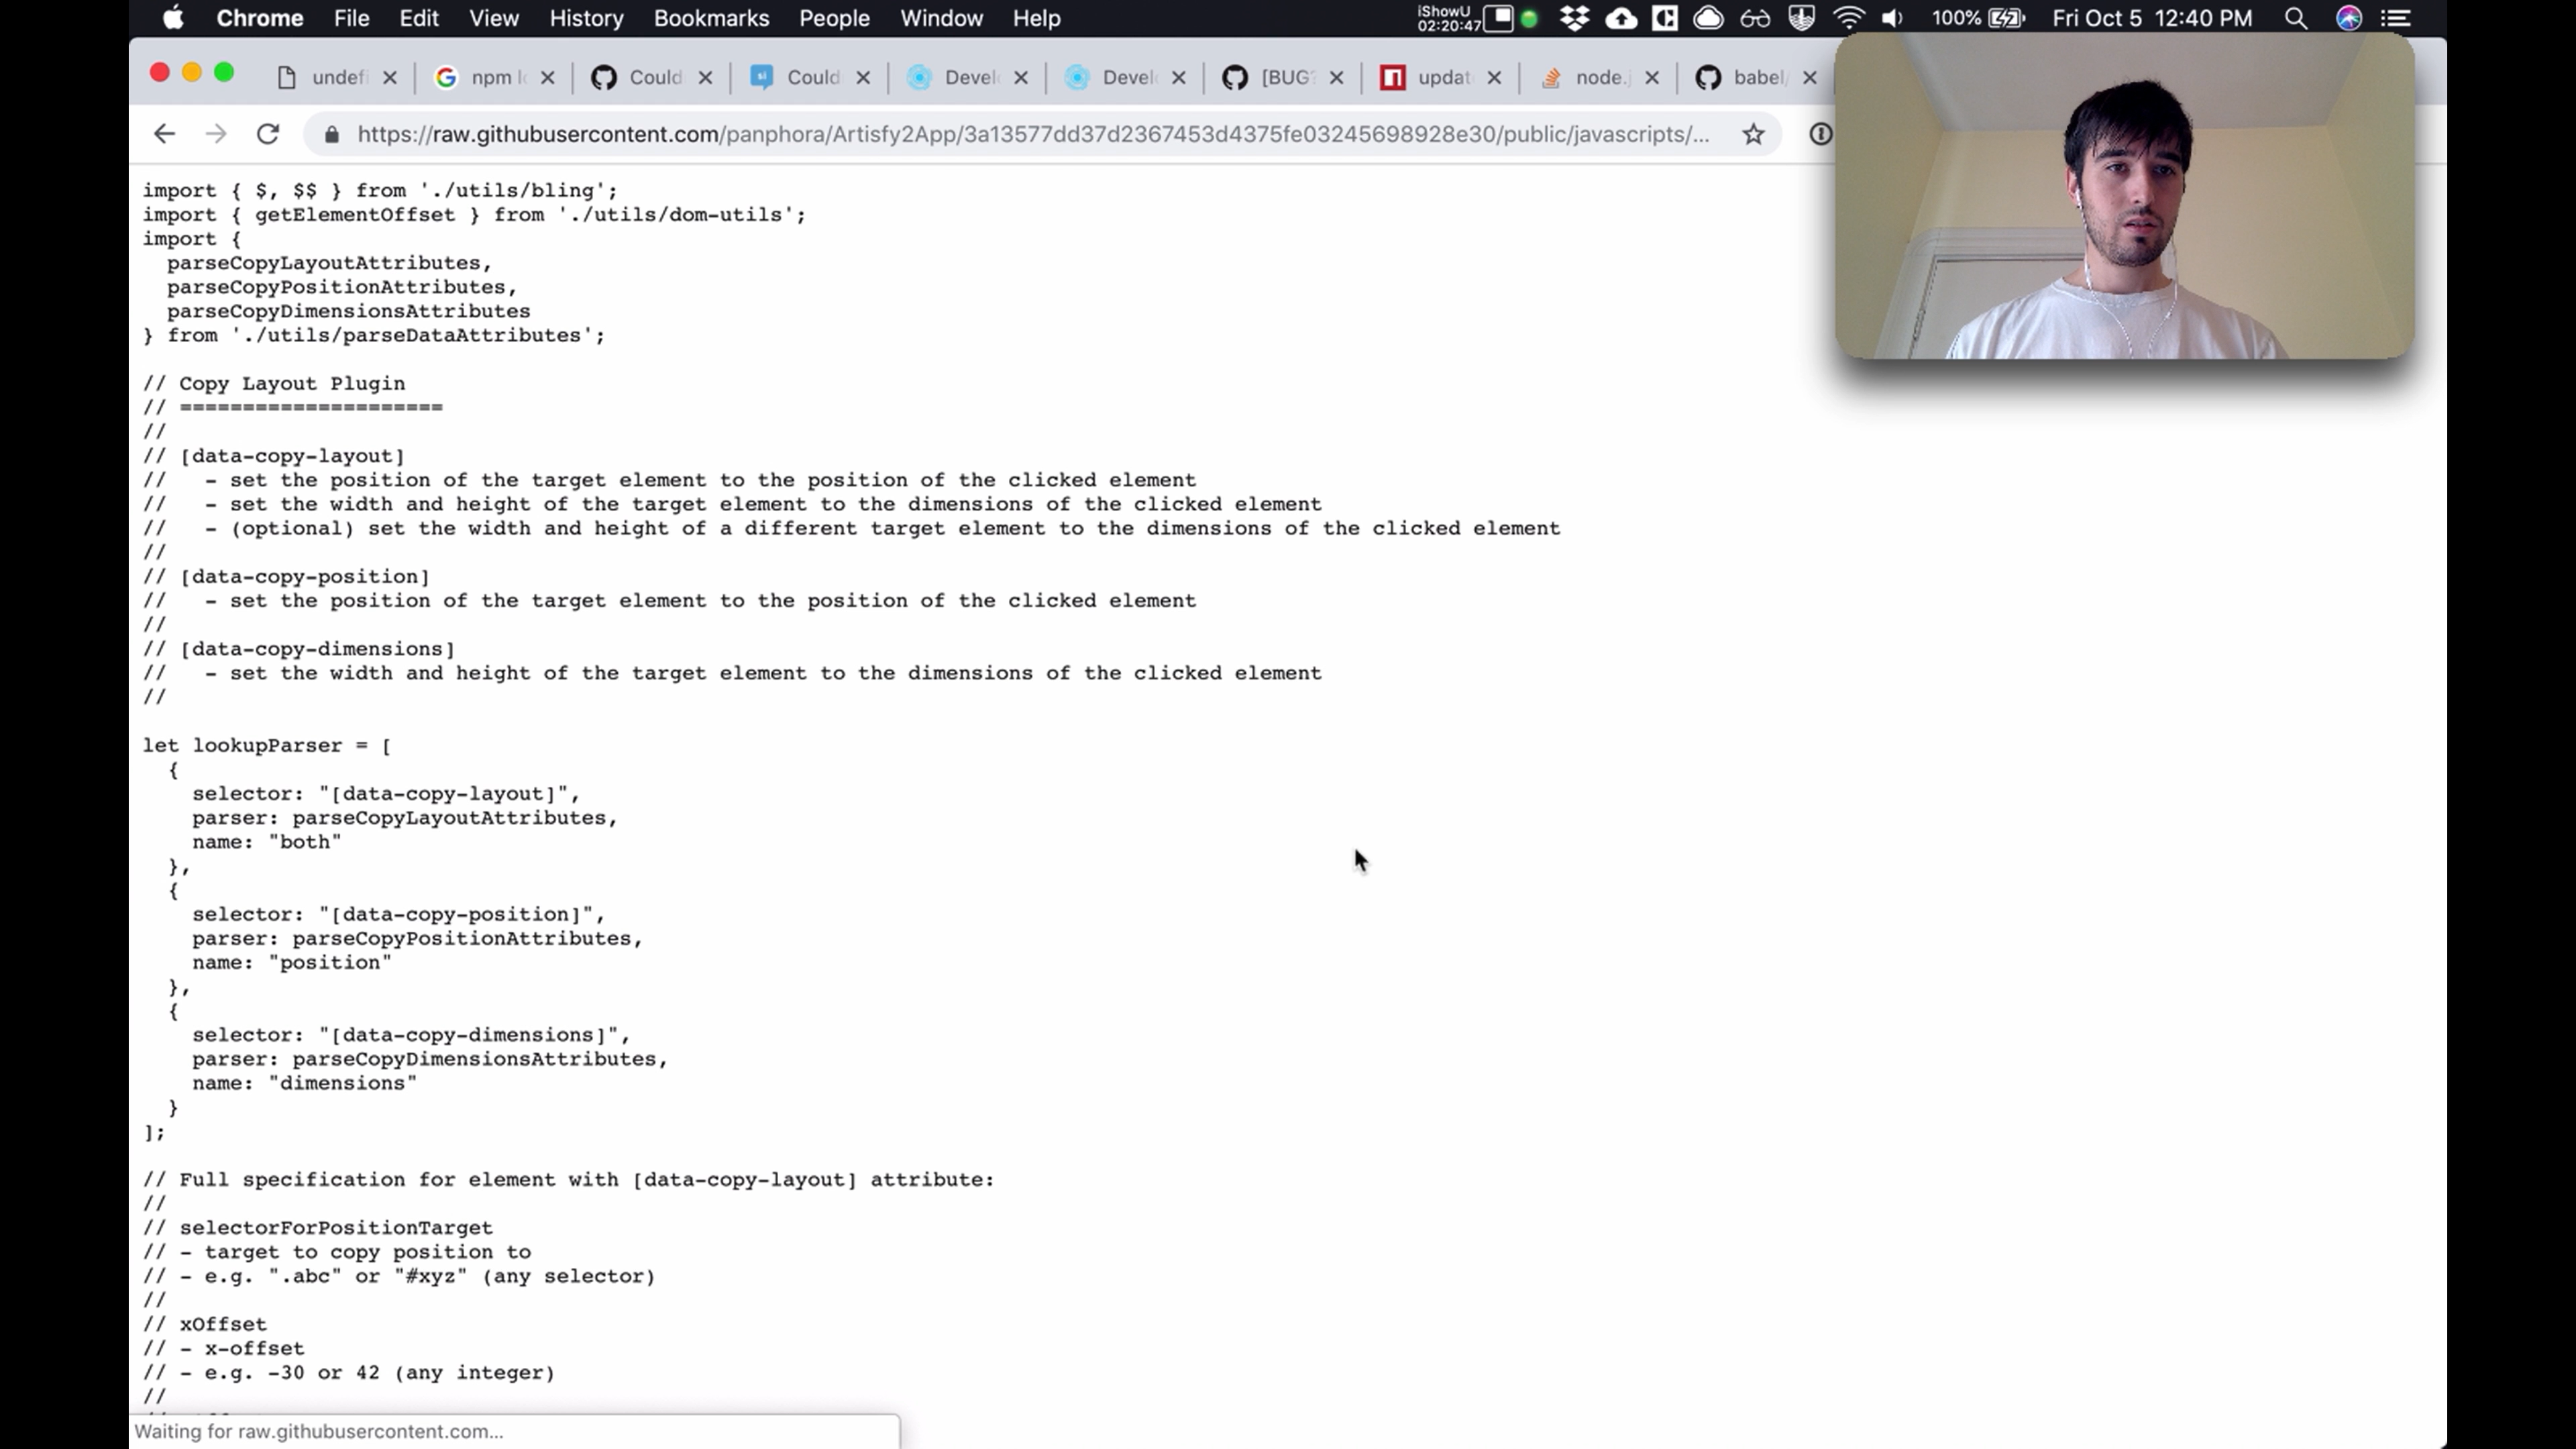 Chrome File Edit View History Bookmarks People Window Help iShowU 02:20:47 100% Fri Oct 5 12:40 PM
undefi npm lo Could Could Develo Develo [BUG updat node.j babel/
https://raw.githubusercontent.com/panphora/Artisfy2App/3a13577dd37d2367453d4375fe03245698928e30/public/javascripts/...
import { $, $$ } from './utils/bling';
import { getElementOffset } from './utils/dom-utils';
import {
parseCopyLayoutAttributes,
parseCopyPositionAttributes,
parseCopyDimensionsAttributes
} from './utils/parseDataAttributes';
// Copy Layout Plugin
// =====================
//
// [data-copy-layout]
// - set the position of the target element to the position of the clicked element
// - set the width and height of the target element to the dimensions of the clicked element
// - (optional) set the width and height of a different target element to the dimensions of the clicked element
//
// [data-copy-position]
// - set the position of the target element to the position of the clicked element
//
// [data-copy-dimensions]
// - set the width and height of the target element to the dimensions of the clicked element
//
let lookupParser = [
{
selector: "[data-copy-layout]",
parser: parseCopyLayoutAttributes,
name: "both"
},
{
selector: "[data-copy-position]",
parser: parseCopyPositionAttributes,
name: "position"
},
{
selector: "[data-copy-dimensions]",
parser: parseCopyDimensionsAttributes,
name: "dimensions"
}
];
// Full specification for element with [data-copy-layout] attribute:
//
// selectorForPositionTarget
// - target to copy position to
// - e.g. ".abc" or "#xyz" (any selector)
//
// xOffset
// - x-offset
// - e.g. -30 or 42 (any integer)
//
Waiting for raw.githubusercontent.com...